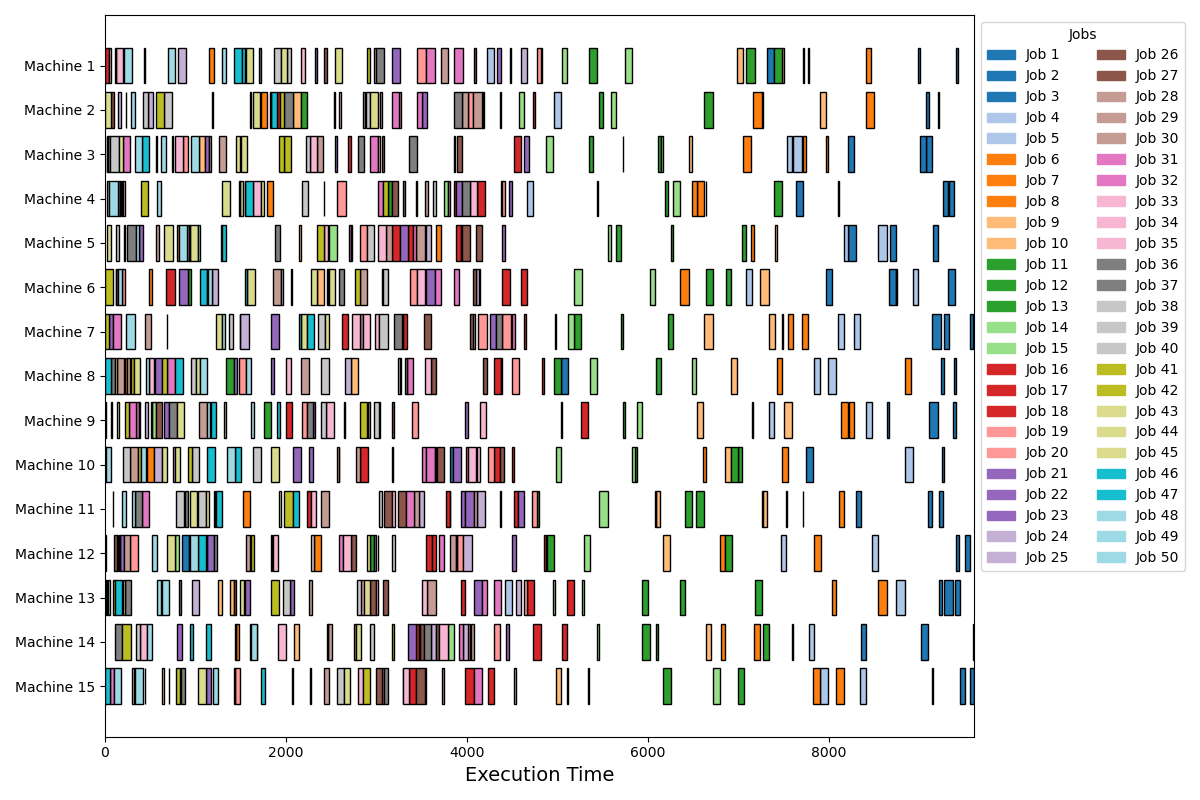 Machine 1
Machine 2
Machine 3
Machine 4
Machine 5
Machine 6
Machine 7
Machine 8
Machine 9
Machine 10
Machine 11
Machine 12
Machine 13
Machine 14
Machine 15
0 2000 4000 6000 8000
Execution Time
Jobs
Job 1
Job 2
Job 3
Job 4
Job 5
Job 6
Job 7
Job 8
Job 9
Job 10
Job 11
Job 12
Job 13
Job 14
Job 15
Job 16
Job 17
Job 18
Job 19
Job 20
Job 21
Job 22
Job 23
Job 24
Job 25
Job 26
Job 27
Job 28
Job 29
Job 30
Job 31
Job 32
Job 33
Job 34
Job 35
Job 36
Job 37
Job 38
Job 39
Job 40
Job 41
Job 42
Job 43
Job 44
Job 45
Job 46
Job 47
Job 48
Job 49
Job 50